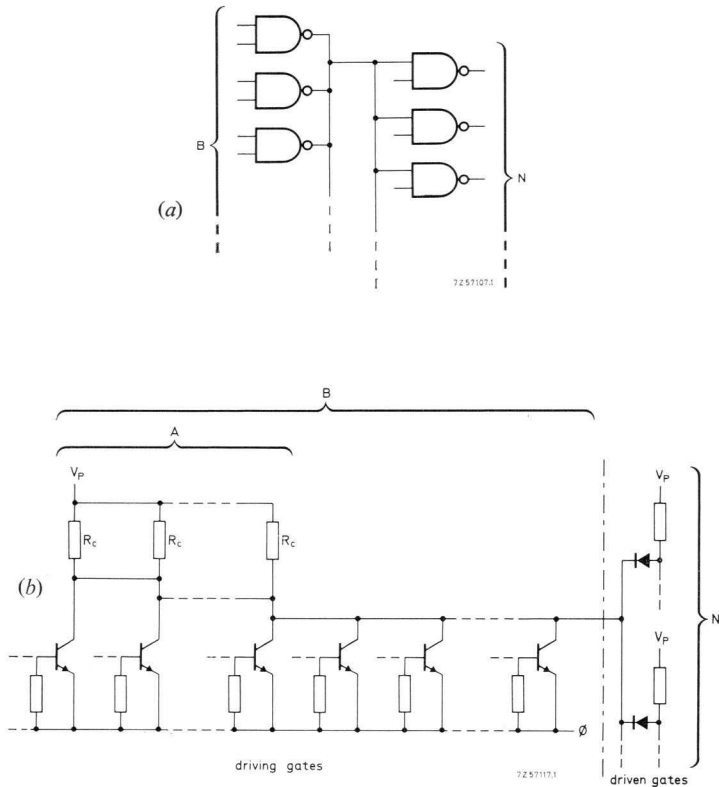 B
(a)
N
7Z57107.1
B
A
V_P
V_P
R_c
R_c
R_c
(b)
N
V_P
Ø
driving gates
7Z57117.1
driven gates